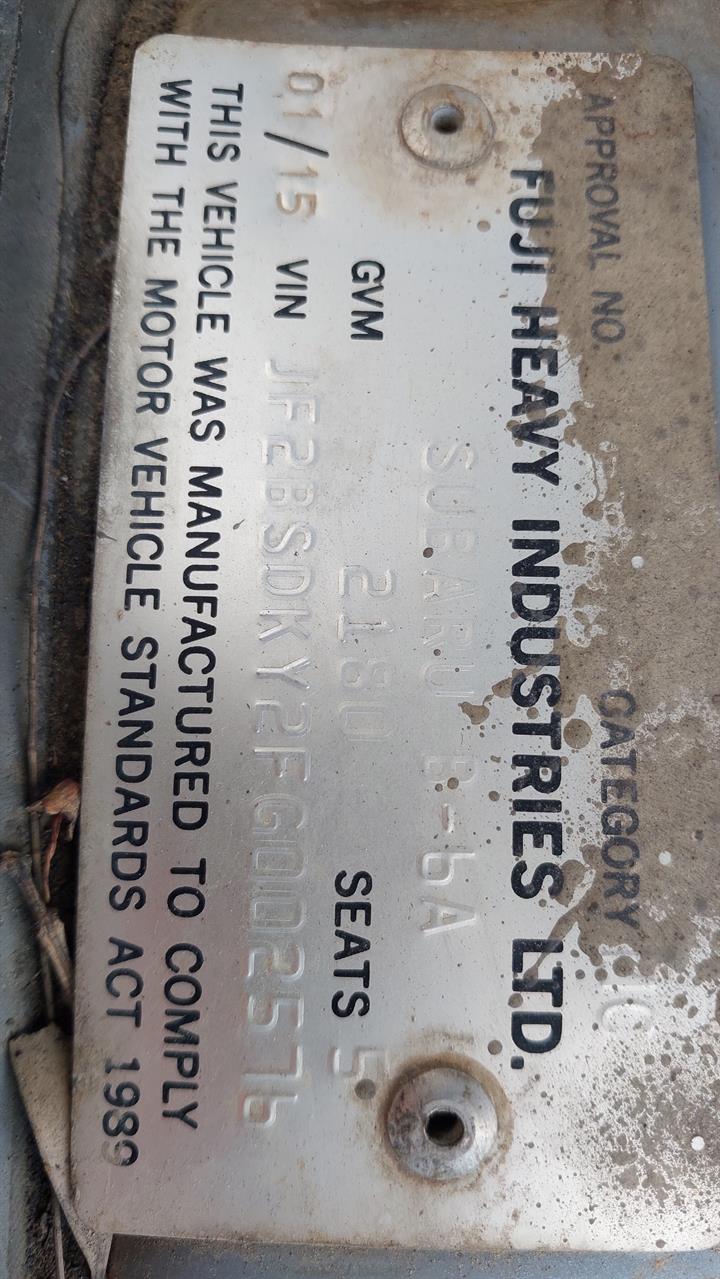 APPROVAL NO. CATEGORY
FUJI HEAVY INDUSTRIES LTD.
SUBARU B-6A
GVM 2180 SEATS 5
01/15 VIN JF2BSDKY2FG002576
THIS VEHICLE WAS MANUFACTURED TO COMPLY
WITH THE MOTOR VEHICLE STANDARDS ACT 1989